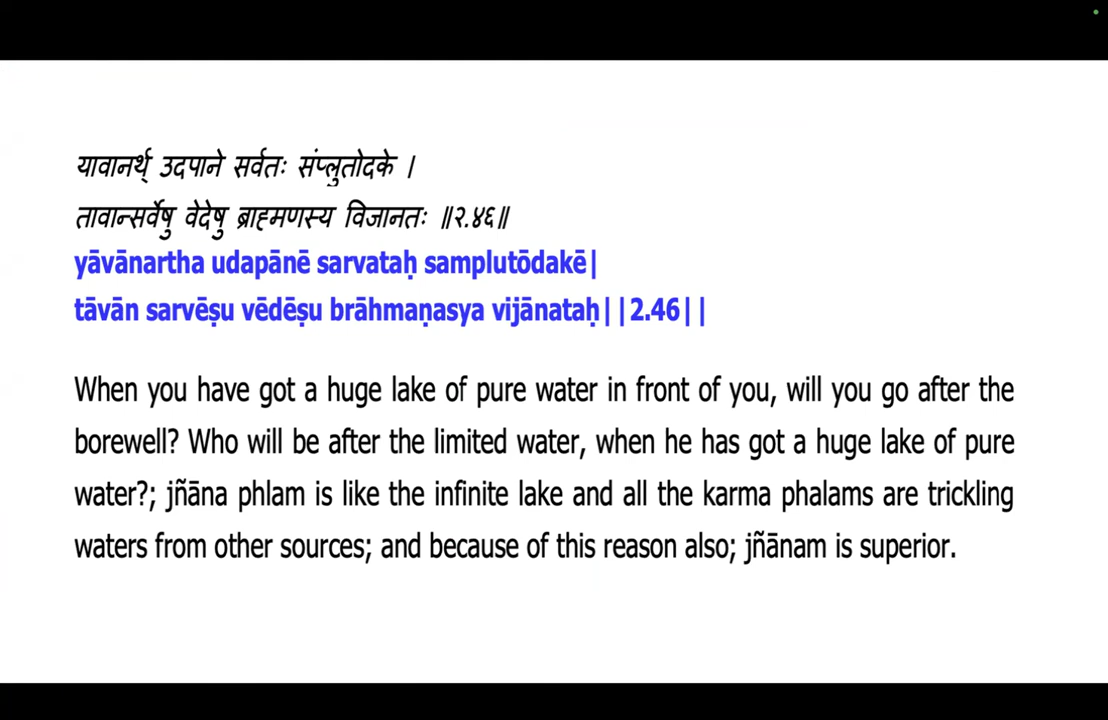 यावानर्थ् उदपाने सर्वतः संप्लुतोदके ।
तावान्सर्वेषु वेदेषु ब्राह्मणस्य विजानतः ॥२.४६॥
yāvānartha udapānē sarvataḥ samplutōdakē|
tāvān sarvēṣu vēdēṣu brāhmaṇasya vijānataḥ||2.46||
When you have got a huge lake of pure water in front of you, will you go after the
borewell? Who will be after the limited water, when he has got a huge lake of pure
water?; jñāna phlam is like the infinite lake and all the karma phalams are trickling
waters from other sources; and because of this reason also; jñānam is superior.